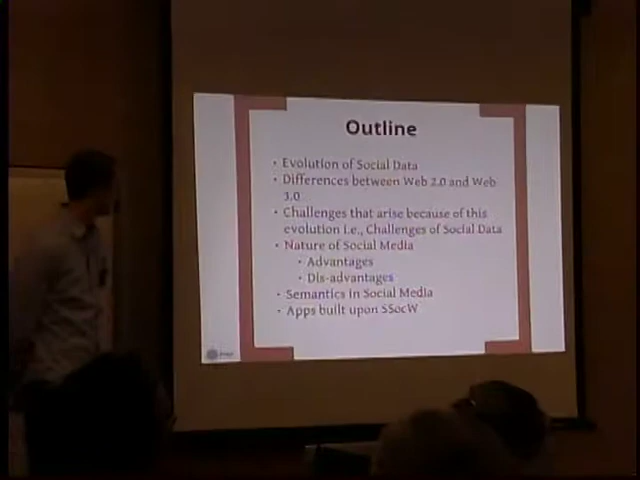 Outline
• Evolution of Social Data
• Differences between Web 2.0 and Web
3.0
• Challenges that arise because of this
evolution i.e., Challenges of Social Data
• Nature of Social Media
• Advantages
• Dis-advantages
• Semantics in Social Media
• Apps built upon SSocW